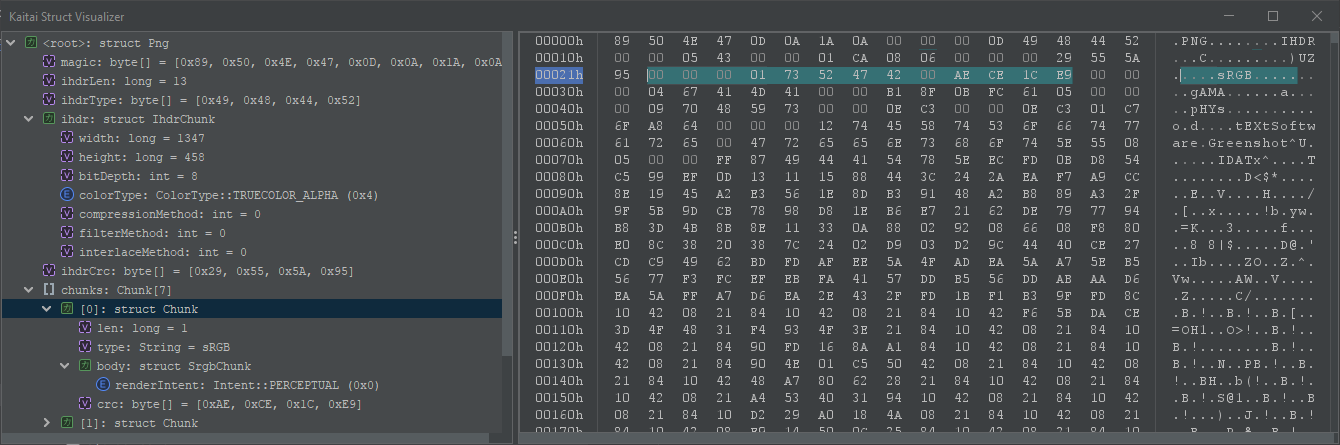 Kaitai Struct Visualizer
<root>: struct Png
magic: byte[] = [0x89, 0x50, 0x4E, 0x47, 0x0D, 0x0A, 0x1A, 0x0A
ihdrLen: long = 13
ihdrType: byte[] = [0x49, 0x48, 0x44, 0x52]
ihdr: struct IhdrChunk
width: long = 1347
height: long = 458
bitDepth: int = 8
colorType: ColorType::TRUECOLOR_ALPHA (0x4)
compressionMethod: int = 0
filterMethod: int = 0
interlaceMethod: int = 0
ihdrCrc: byte[] = [0x29, 0x55, 0x5A, 0x95]
chunks: Chunk[7]
[0]: struct Chunk
len: long = 1
type: String = sRGB
body: struct SrgbChunk
renderIntent: Intent::PERCEPTUAL (0x0)
crc: byte[] = [0xAE, 0xCE, 0x1C, 0xE9]
[1]: struct Chunk
00000h 89 50 4E 47 0D 0A 1A 0A 00 00 00 0D 49 48 44 52 .PNG........IHDR
00010h 00 00 05 43 00 00 01 CA 08 06 00 00 00 29 55 5A ...C.........)UZ
00021h 95 00 00 00 01 73 52 47 42 00 AE CE 1C E9 00 00 .....sRGB.......
00030h 00 04 67 41 4D 41 00 00 B1 8F 0B FC 61 05 00 00 ..gAMA......a...
00040h 00 09 70 48 59 73 00 00 0E C3 00 00 0E C3 01 C7 ..pHYs..........
00050h 6F A8 64 00 00 00 12 74 45 58 74 53 6F 66 74 77 o.d....tEXtSoftw
00060h 61 72 65 00 47 72 65 65 6E 73 68 6F 74 5E 55 08 are.Greenshot^U.
00070h 05 00 00 FF 87 49 44 41 54 78 5E EC FD 0B D8 54 .....IDATx^....T
00080h C5 99 EF 0D 13 11 15 88 44 3C 24 2A EA F7 A9 CC ........D<$*....
00090h 8E 19 45 A2 E3 56 1E 8D B3 91 48 A2 B8 89 A3 2F ..E..V....H..../
000A0h 9F 5B 9D CB 78 98 D8 1E B6 E7 21 62 DE 79 77 94 .[..x.....!b.yw.
000B0h B8 3D 4B 8B 8E 11 33 0A 88 02 92 08 66 08 F8 80 .=K...3.....f...
000C0h E0 8C 38 20 38 7C 24 02 D9 03 D2 9C 44 40 CE 27 ..8 8|$.....D@.'
000D0h CD DC C9 49 62 BD FD AF EE 5A 4F AD EA 5A A7 5E B5 ..Ib....ZO..Z.^.
000E0h 56 77 F3 FC EF EB FA 41 57 DD B5 56 DD AB AA D6 Vw.....AW..V....
000F0h EA 5A FF A7 D6 EA 2E 43 2F FD 1B F1 B3 9F FD 8C .Z.....C/.......
00100h 10 42 08 21 84 10 42 08 21 84 10 42 F6 5B DA CE .B.!..B.!..B.[..
00110h 3D 4F 48 31 F4 93 4F 3E 21 84 10 42 08 21 84 10 =OH1..O>!..B.!..
00120h 42 08 21 84 90 FD 16 8A A1 84 10 42 08 21 84 10 B.!........B.!..
00130h 42 08 21 84 90 4E 01 C5 50 42 08 21 84 10 42 08 B.!..N..PB.!..B.
00140h 21 84 10 42 48 A7 80 62 28 21 84 10 42 08 21 84 !..BH..b(!..B.!.
00150h 10 42 08 21 A4 53 40 31 94 10 42 08 21 84 10 42 .B.!.S@1..B.!..B
00160h 08 21 84 10 D2 29 A0 18 4A 08 21 84 10 42 08 21 .!...)..J.!..B.!